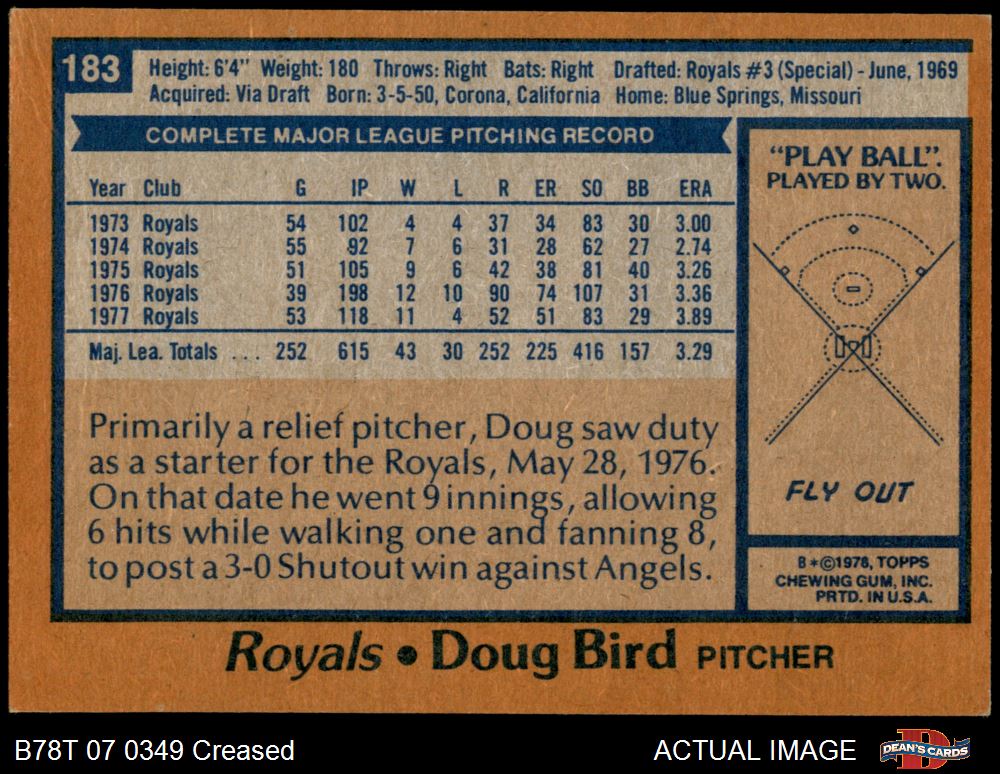 183
Height: 6'4" Weight: 180 Throws: Right Bats: Right Drafted: Royals #3 (Special) - June, 1969
Acquired: Via Draft Born: 3-5-50, Corona, California Home: Blue Springs, Missouri
COMPLETE MAJOR LEAGUE PITCHING RECORD
Year Club G IP W L R ER SO BB ERA
1973 Royals 54 102 4 4 37 34 83 30 3.00
1974 Royals 55 92 7 6 31 28 62 27 2.74
1975 Royals 51 105 9 6 42 38 81 40 3.26
1976 Royals 39 198 12 10 90 74 107 31 3.36
1977 Royals 53 118 11 4 52 51 83 29 3.89
Maj. Lea. Totals ... 252 615 43 30 252 225 416 157 3.29
Primarily a relief pitcher, Doug saw duty
as a starter for the Royals, May 28, 1976.
On that date he went 9 innings, allowing
6 hits while walking one and fanning 8,
to post a 3-0 Shutout win against Angels.
"PLAY BALL".
PLAYED BY TWO.
FLY OUT
B*©1978, TOPPS
CHEWING GUM, INC.
PRTD. IN U.S.A.
Royals • Doug Bird PITCHER
B78T 07 0349 Creased
ACTUAL IMAGE
DEAN'S CARDS